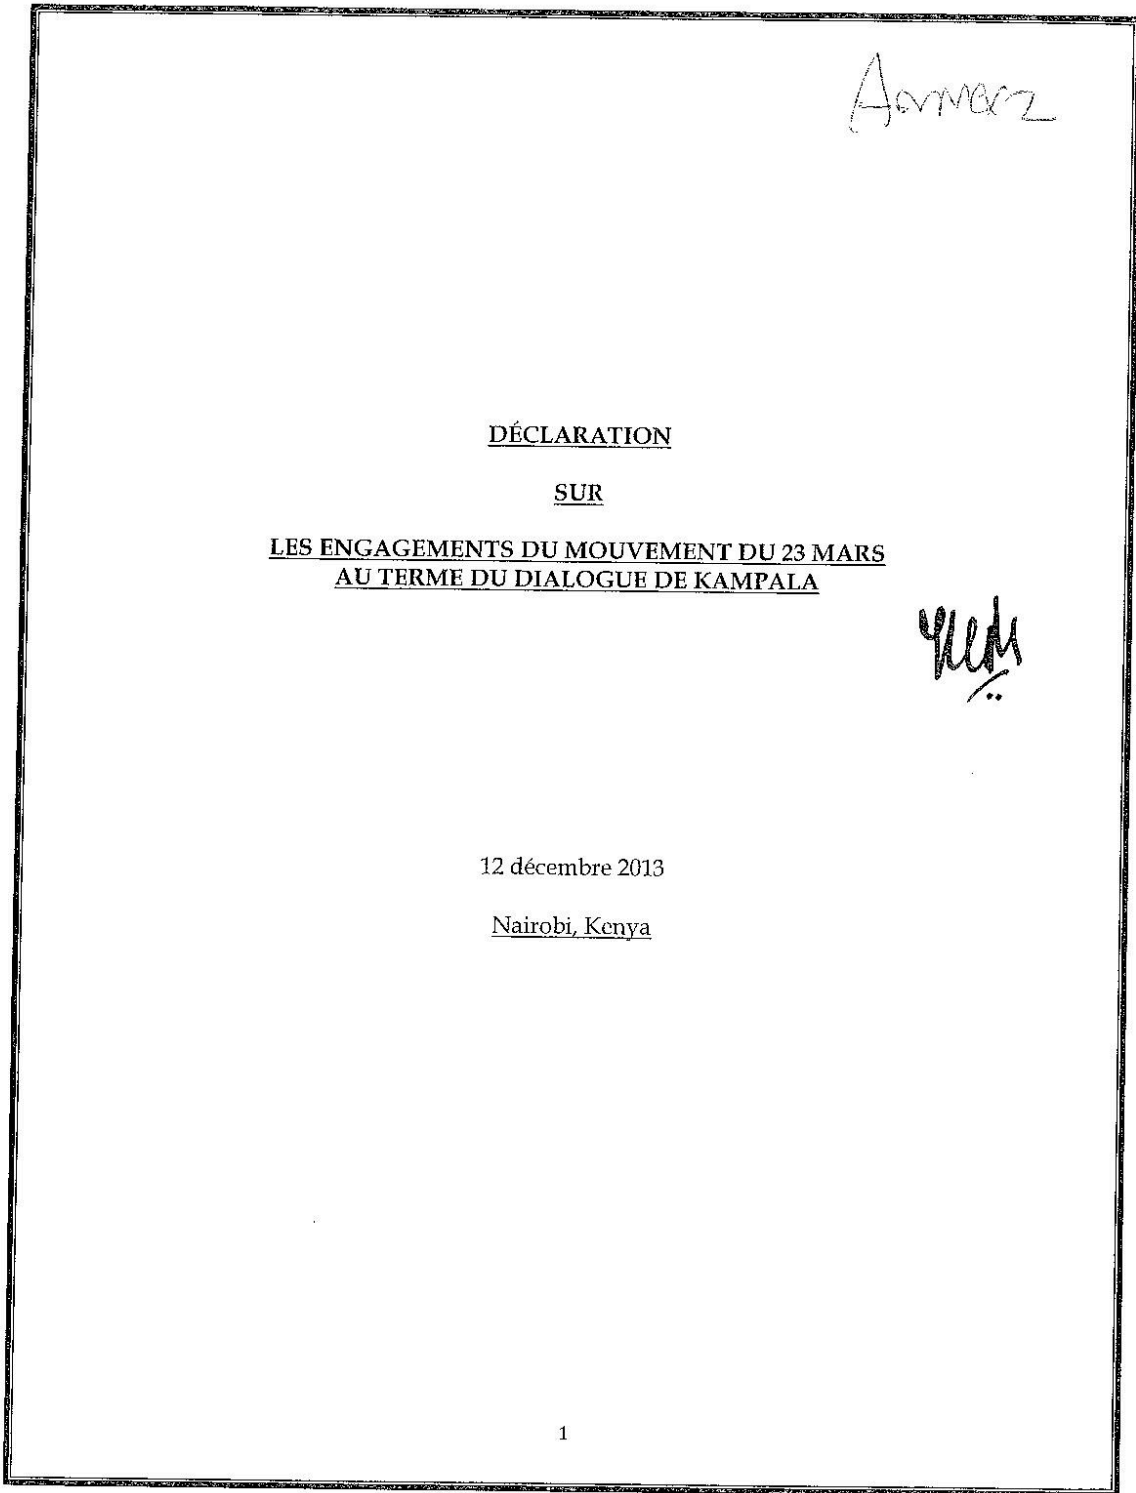 DÉCLARATION
SUR
LES ENGAGEMENTS DU MOUVEMENT DU 23 MARS
AU TERME DU DIALOGUE DE KAMPALA
12 décembre 2013
Nairobi, Kenya
1